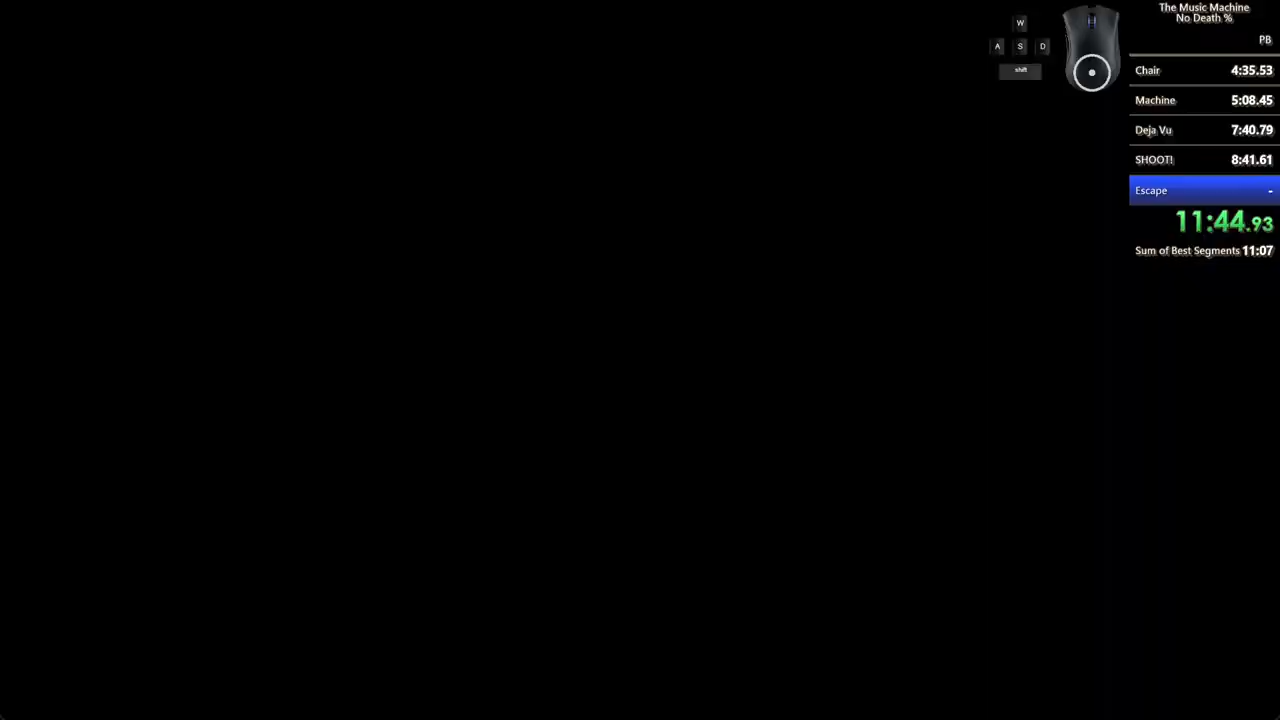 The Music Machine
No Death %
PB
Chair 4:35.53
Machine 5:08.45
Deja Vu 7:40.79
SHOOT! 8:41.61
Escape -
11:44.93
Sum of Best Segments 11:07
W
A S D
shift